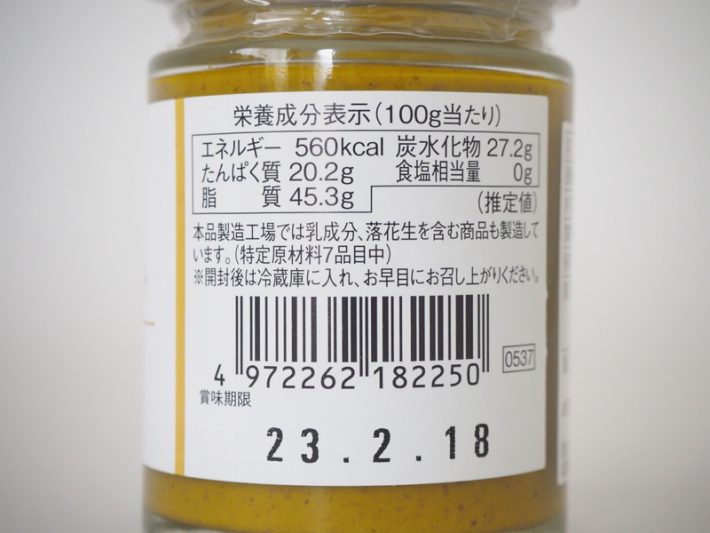 栄養成分表示(100g当たり)
エネルギー 560kcal 炭水化物 27.2g
たんぱく質 20.2g 食塩相当量 0g
脂質 45.3g (推定値)
本品製造工場では乳成分、落花生を含む商品も製造して
います。(特定原材料7品目中)
※開封後は冷蔵庫に入れ、お早目にお召し上がりください。
4 972262 182250
0537
賞味期限
23.2.18